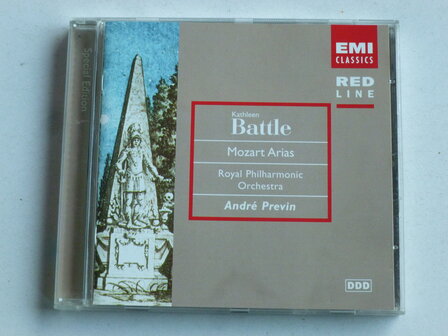 Special Edition
EMI
CLASSICS
RED
LINE
Kathleen
Battle
Mozart Arias
Royal Philharmonic
Orchestra
André Previn
DDD